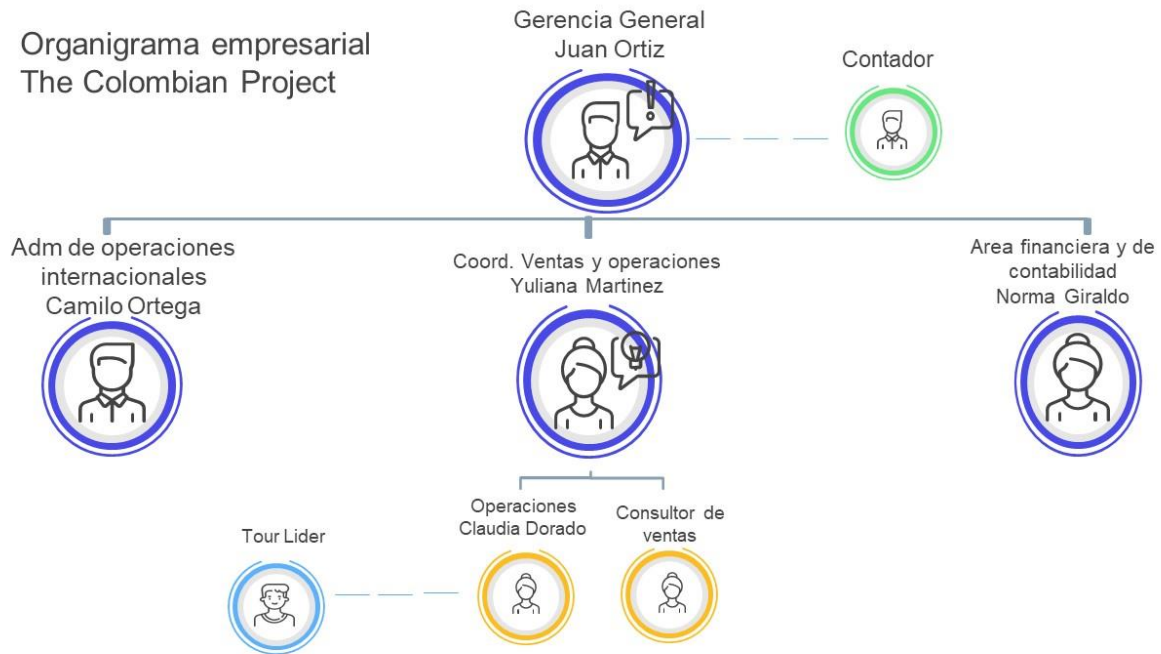 Organigrama empresarial
The Colombian Project
Gerencia General
Juan Ortiz
Contador
Adm de operaciones
internacionales
Camilo Ortega
Coord. Ventas y operaciones
Yuliana Martinez
Area financiera y de
contabilidad
Norma Giraldo
Operaciones
Claudia Dorado
Consultor de
ventas
Tour Lider